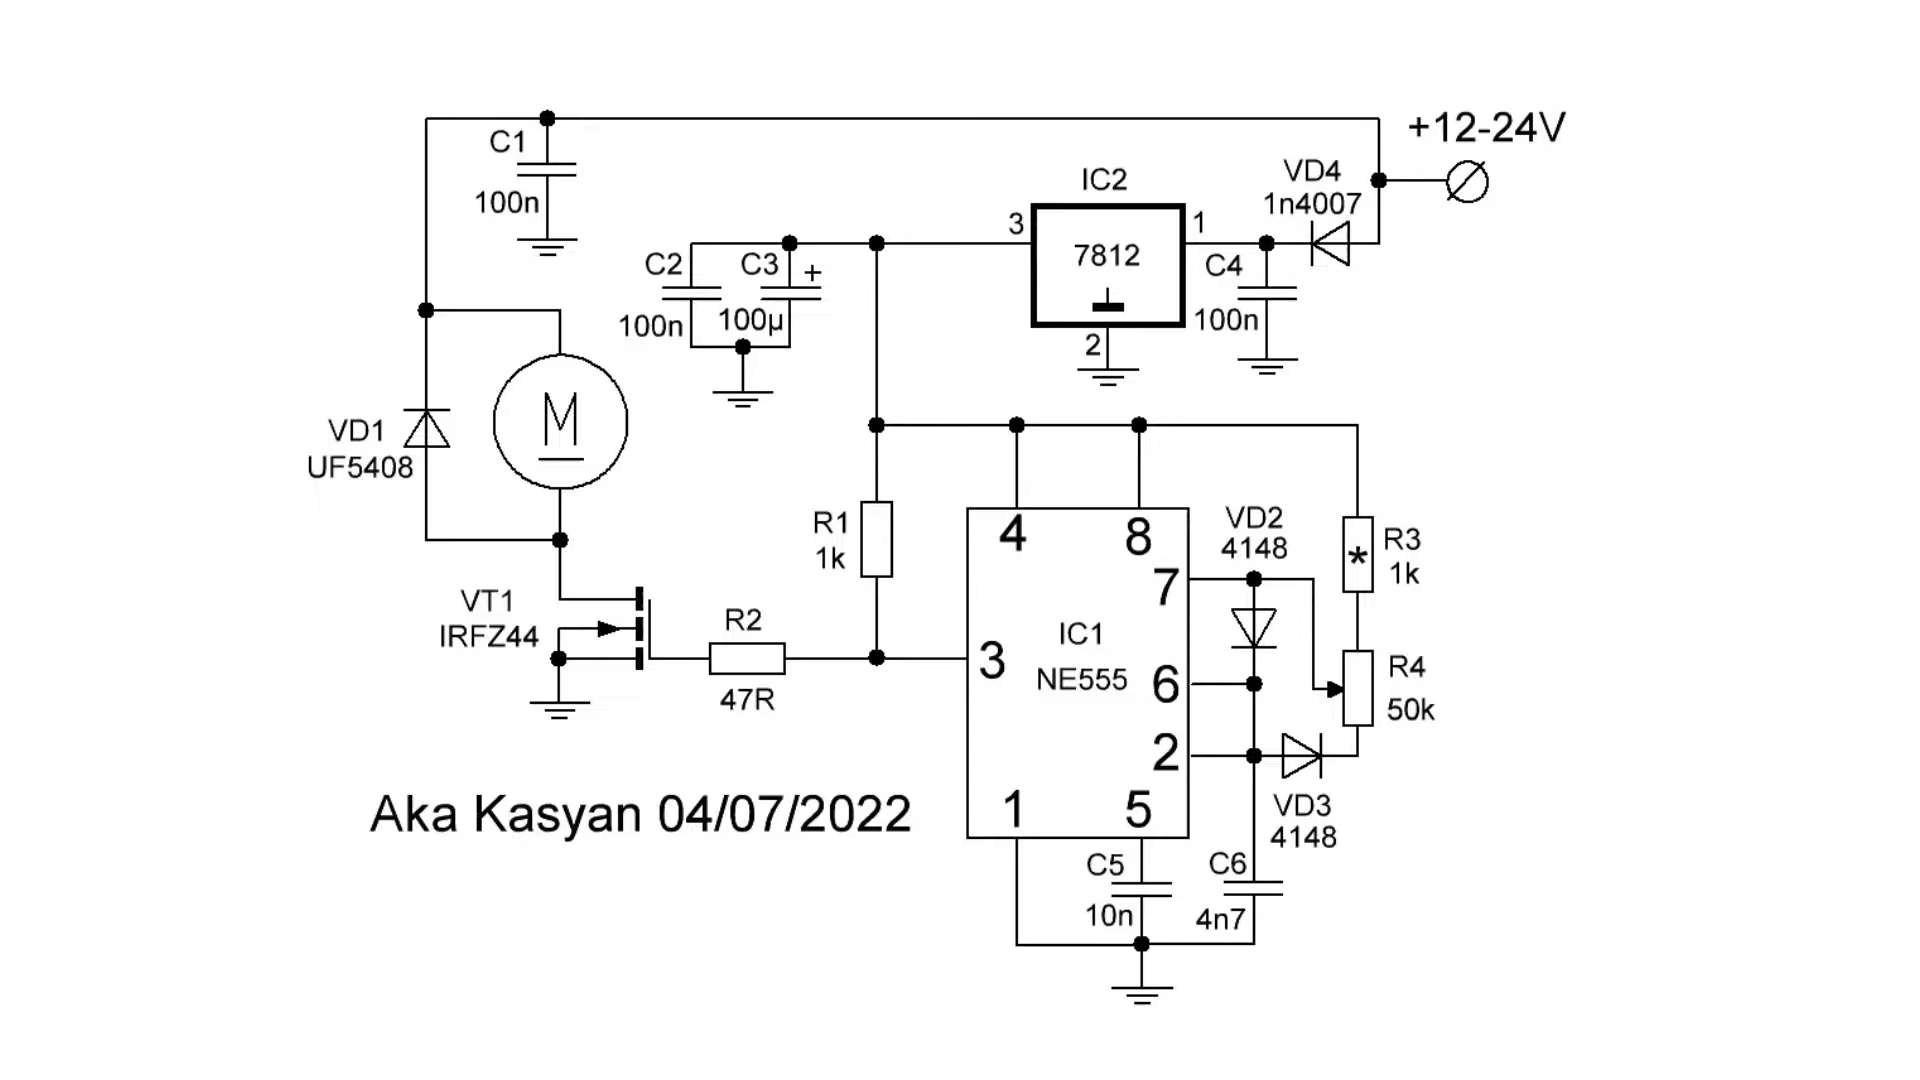 +12-24V
C1
100n
IC2
VD4
1n4007
3
1
7812
C2
C3
+
C4
100n
100µ
100n
2
VD1
UF5408
M
R1
1k
4
8
VD2
4148
R3
*
1k
7
VT1
IRFZ44
R2
47R
3
IC1
NE555
6
R4
50k
2
1
5
VD3
4148
Aka Kasyan 04/07/2022
C5
10n
C6
4n7